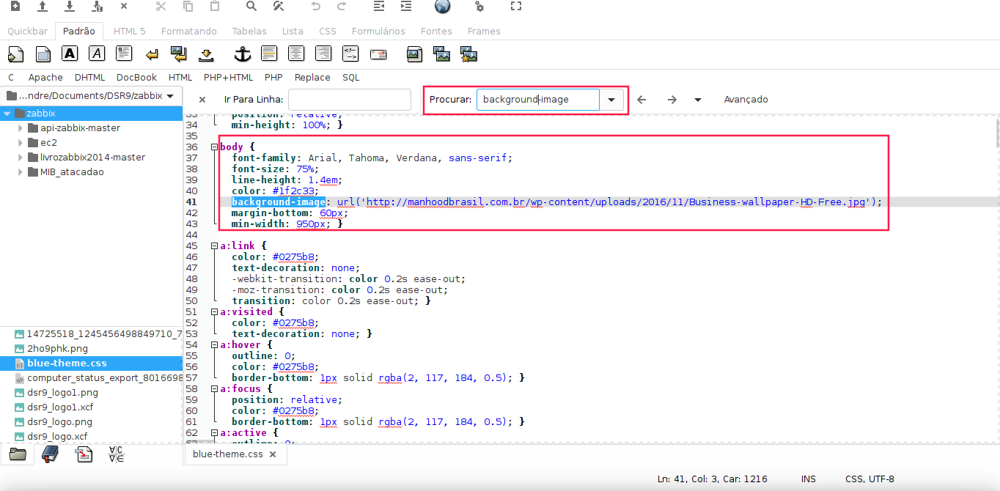 Quickbar Padrão HTML 5 Formatando Tabelas Lista CSS Formulários Fontes Frames
C Apache DHTML DocBook HTML PHP+HTML PHP Replace SQL
...ndre/Documents/DSR9/zabbix
zabbix
api-zabbix-master
ec2
livrozabbix2014-master
MIB_atacadao
14725518_1245456498849710_7
2ho9phk.png
blue-theme.css
computer_status_export_8016698
dsr9_logo1.png
dsr9_logo1.xcf
dsr9_logo.png
dsr9_logo.xcf
Ir Para Linha: Procurar: background-image Avançado
33 position: relative;
34 min-height: 100%; }
35
36 body {
37 font-family: Arial, Tahoma, Verdana, sans-serif;
38 font-size: 75%;
39 line-height: 1.4em;
40 color: #1f2c33;
41 background-image: url('http://manhoodbrasil.com.br/wp-content/uploads/2016/11/Business-wallpaper-HD-Free.jpg');
42 margin-bottom: 60px;
43 min-width: 950px; }
44
45 a:link {
46 color: #0275b8;
47 text-decoration: none;
48 -webkit-transition: color 0.2s ease-out;
49 -moz-transition: color 0.2s ease-out;
50 transition: color 0.2s ease-out; }
51 a:visited {
52 color: #0275b8;
53 text-decoration: none; }
54 a:hover {
55 outline: 0;
56 color: #0275b8;
57 border-bottom: 1px solid rgba(2, 117, 184, 0.5); }
58 a:focus {
59 position: relative;
60 color: #0275b8;
61 border-bottom: 1px solid rgba(2, 117, 184, 0.5); }
62 a:active {
63 outline: 0;
blue-theme.css
Ln: 41, Col: 3, Car: 1216 INS CSS, UTF-8